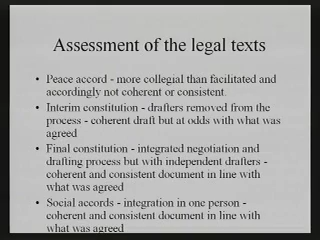 Assessment of the legal texts
• Peace accord - more collegial than facilitated and
accordingly not coherent or consistent.
• Interim constitution - drafters removed from the
process - coherent draft but at odds with what was
agreed
• Final constitution - integrated negotiation and
drafting process but with independent drafters -
coherent and consistent document in line with
what was agreed
• Social accords - integration in one person -
coherent and consistent document in line with
what was agreed